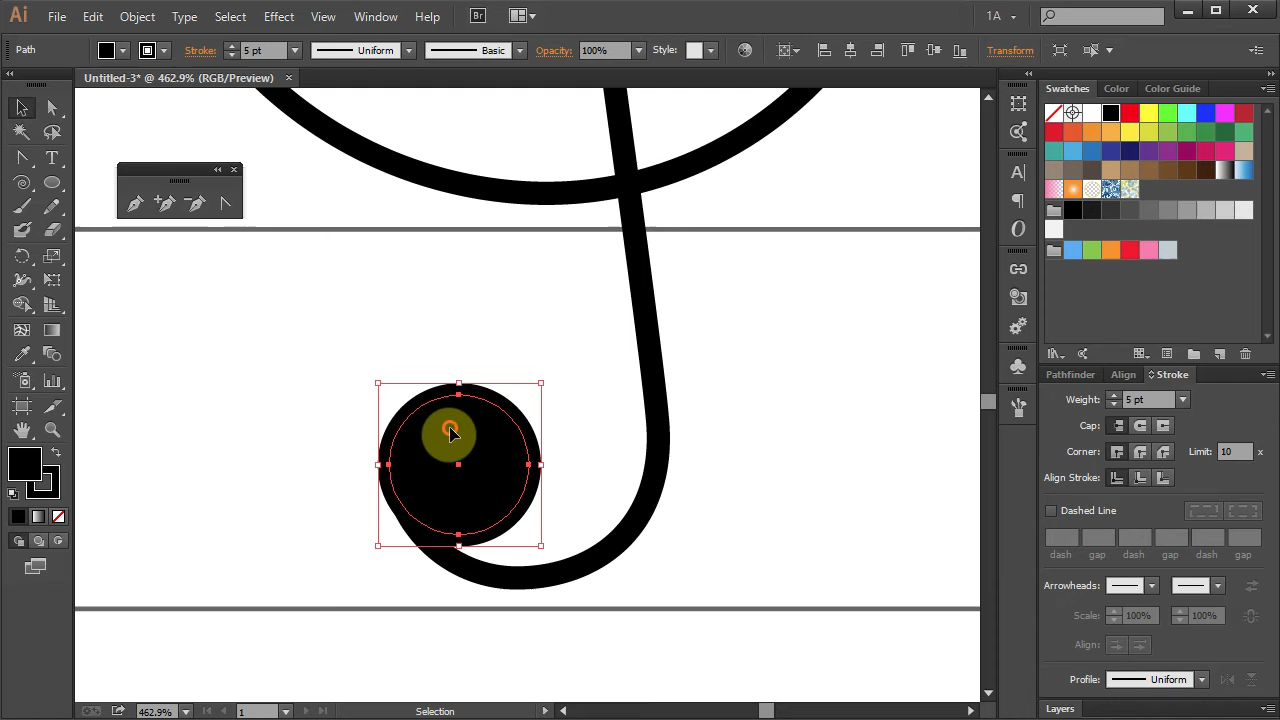 Ai File Edit Object Type Select Effect View Window Help Br 1A
Path Stroke: 5 pt Uniform Basic Opacity: 100% Style: Transform
Untitled-3* @ 462.9% (RGB/Preview)
Swatches Color Color Guide
Pathfinder Align Stroke
Weight: 5 pt
Cap:
Corner: Limit: 10 x
Align Stroke:
Dashed Line
dash gap dash gap dash gap
Arrowheads:
Scale: 100% 100%
Align:
Profile: Uniform
Layers
462.9% 1 Selection